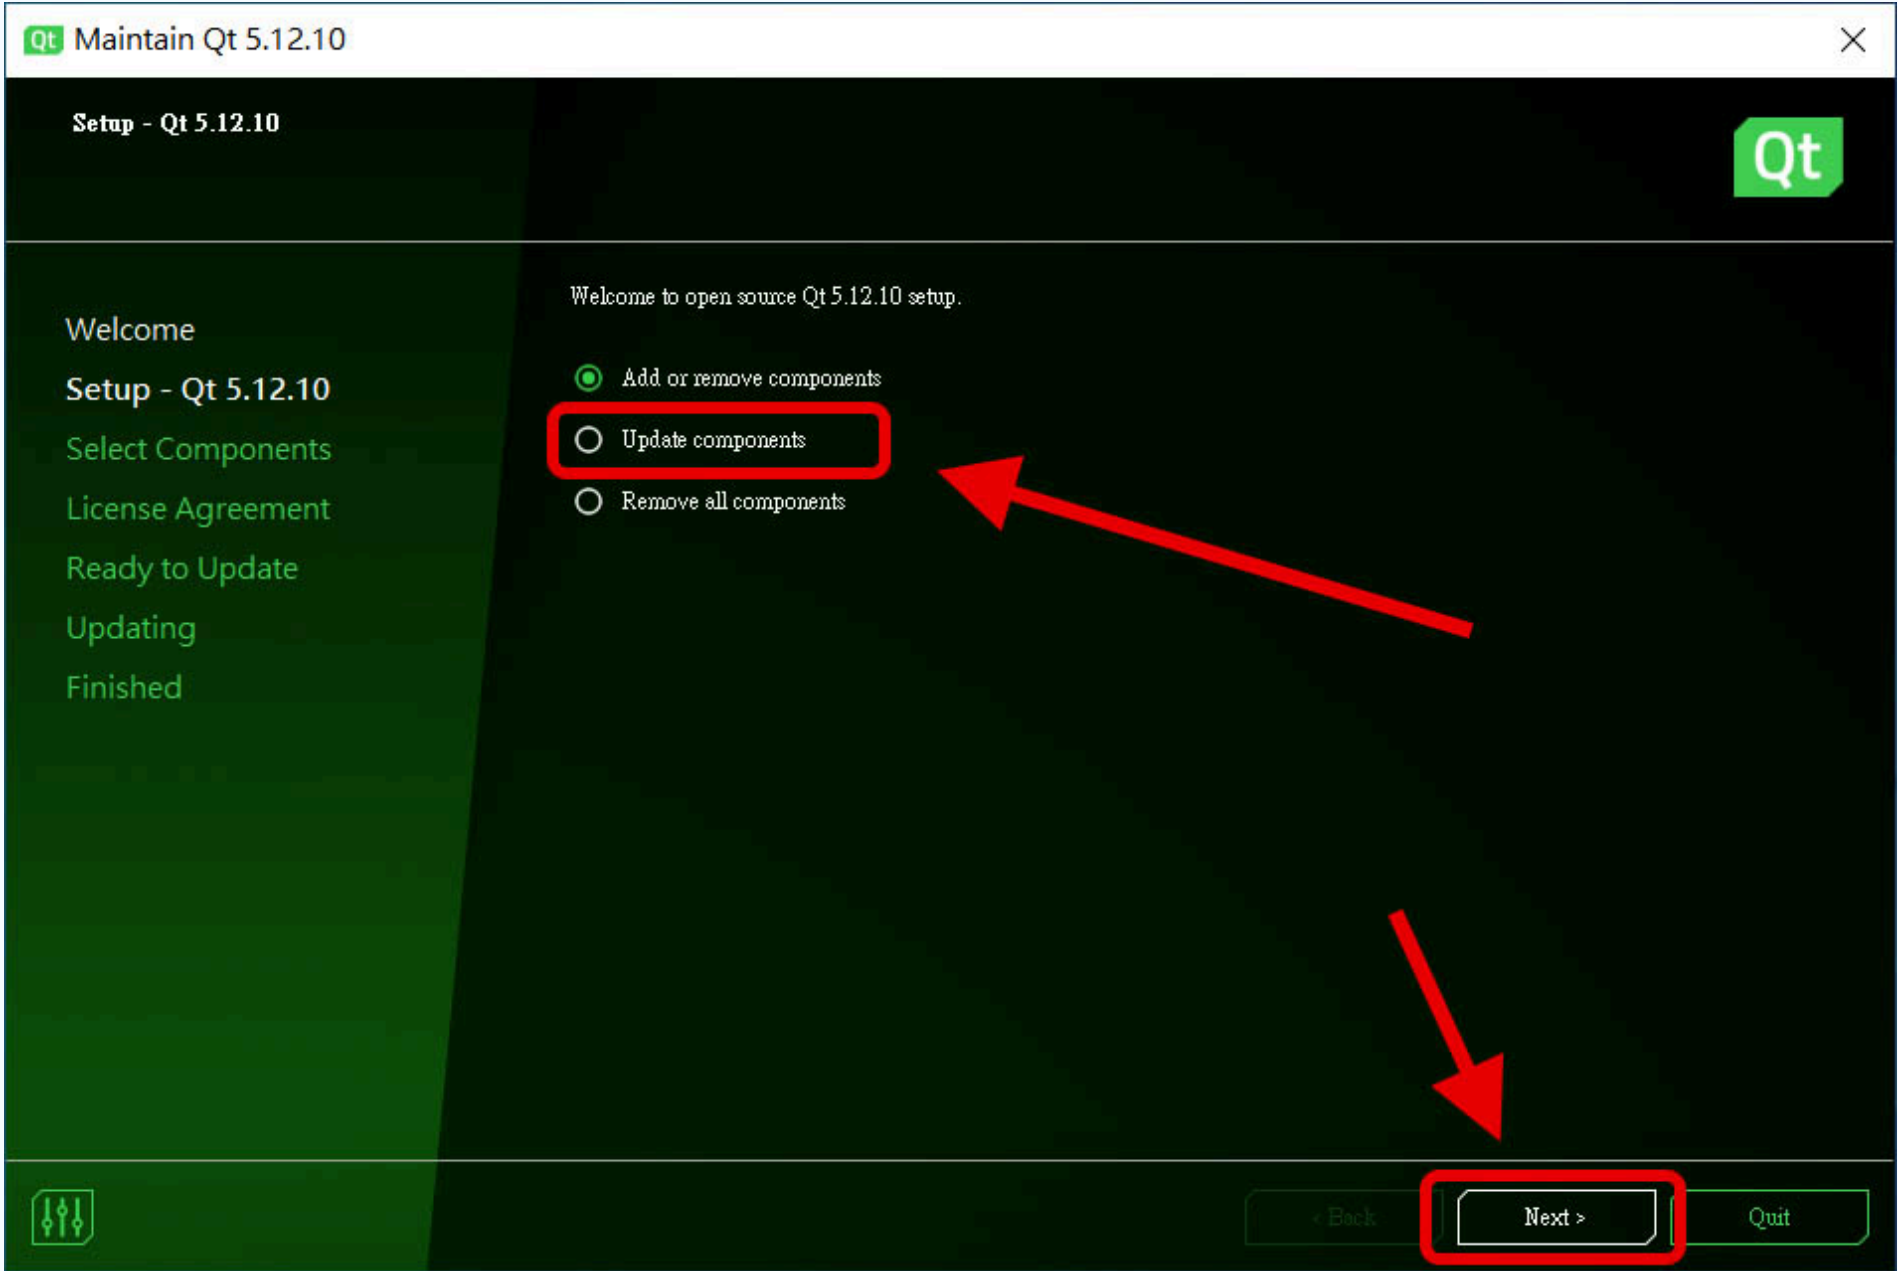 Qt Maintain Qt 5.12.10
Setup - Qt 5.12.10
Qt
Welcome
Setup - Qt 5.12.10
Select Components
License Agreement
Ready to Update
Updating
Finished
Welcome to open source Qt 5.12.10 setup.
Add or remove components
Update components
Remove all components
< Back
Next >
Quit